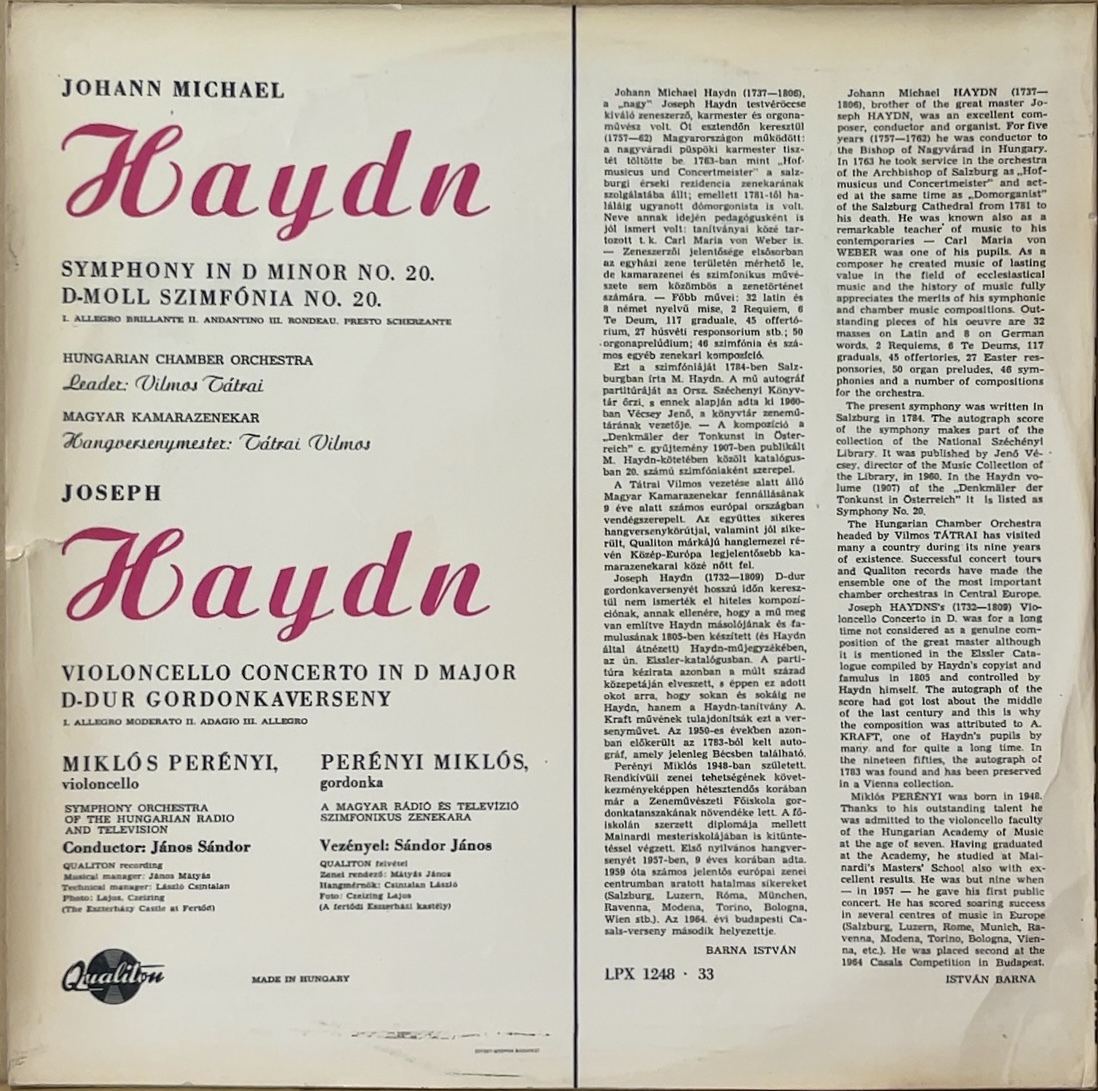 JOHANN MICHAEL
Haydn
SYMPHONY IN D MINOR NO. 20.
D-MOLL SZIMFÓNIA NO. 20.
I. ALLEGRO BRILLANTE II. ANDANTINO III. RONDEAU. PRESTO SCHERZANTE
HUNGARIAN CHAMBER ORCHESTRA
Leader: Vilmos Tátrai
MAGYAR KAMARAZENEKAR
Hangversenymester: Tátrai Vilmos
JOSEPH
Haydn
VIOLONCELLO CONCERTO IN D MAJOR
D-DUR GORDONKAVERSENY
I. ALLEGRO MODERATO II. ADAGIO III. ALLEGRO
MIKLÓS PERÉNYI,
violoncello
SYMPHONY ORCHESTRA
OF THE HUNGARIAN RADIO
AND TELEVISION
Conductor: János Sándor
QUALITON recording
Musical manager: János Mátyás
Technical manager: László Csintalan
Photo: Lajos, Czeizing
(The Eszterházy Castle at Fertőd)
PERÉNYI MIKLÓS,
gordonka
A MAGYAR RÁDIÓ ÉS TELEVÍZIÓ
SZIMFONIKUS ZENEKARA
Vezényel: Sándor János
QUALITON felvétel
Zenei rendező: Mátyás János
Hangmérnök: Csintalan László
Foto: Czeizing Lajos
(A fertődi Eszterházi kastély)
Qualiton
MADE IN HUNGARY
Johann Michael Haydn (1737—1806),
a „nagy" Joseph Haydn testvéröccse
kiváló zeneszerző, karmester és orgona-
művész volt. Öt esztendőn keresztül
(1757—62) Magyarországon működött:
a nagyváradi püspöki karmester tisz-
tét töltötte be. 1763-ban mint „Hof-
musicus und Concertmeister" a salz-
burgi érseki rezidencia zenekarának
szolgálatába állt; emellett 1781-től ha-
láláig ugyanott dómorgonista is volt.
Neve annak idején pedagógusként is
jól ismert volt: tanítványai közé tar-
tozott t. k. Carl Maria von Weber is.
— Zeneszerzői jelentősége elsősorban
az egyházi zene területén mérhető le,
de kamarazenei és szimfonikus művé-
szete sem közömbös a zenetörténet
számára. — Főbb művei: 32 latin és
8 német nyelvű mise, 2 Requiem, 6
Te Deum, 117 graduale, 45 offertó-
rium, 27 húsvéti responsorium stb.; 50
orgonaprelúdium; 46 szimfónia és szá-
mos egyéb zenekari kompozíció.
Ezt a szimfóniáját 1784-ben Salz-
burgban írta M. Haydn. A mű autográf
partitúráját az Orsz. Széchenyi Könyv-
tár őrzi, s ennek alapján adta ki 1960-
ban Vécsey Jenő, a könyvtár zenemű-
tárának vezetője. — A kompozíció a
„Denkmäler der Tonkunst in Öster-
reich" c. gyűjtemény 1907-ben publikált
M. Haydn-kötetében közölt katalógus-
ban 20. számú szimfóniaként szerepel.
A Tátrai Vilmos vezetése alatt álló
Magyar Kamarazenekar fennállásának
9 éve alatt számos európai országban
vendégszerepelt. Az együttes sikeres
hangversenykörútjai, valamint jól sike-
rült, Qualiton márkájú hanglemezei ré-
vén Közép-Európa legjelentősebb ka-
marazenekarai közé nőtt fel.
Joseph Haydn (1732—1809) D-dur
gordonkaversenyét hosszú időn keresz-
tül nem ismerték el hiteles kompozí-
ciónak, annak ellenére, hogy a mű meg
van említve Haydn másolójának és fa-
mulusának 1805-ben készített (és Haydn
által átnézett) Haydn-műjegyzékében,
az ún. Elssler-katalógusban. A parti-
túra kézirata azonban a múlt század
közepetáján elveszett, s éppen ez adott
okot arra, hogy sokan és sokáig ne
Haydn, hanem a Haydn-tanítvány A.
Kraft művének tulajdonítsák ezt a ver-
senyművet. Az 1950-es években azon-
ban előkerült az 1783-ból kelt auto-
gráf, amely jelenleg Bécsben található.
Perényi Miklós 1948-ban született.
Rendkívüli zenei tehetségének követ-
kezményeképpen hétesztendős korában
már a Zeneművészeti Főiskola gor-
donkatanszakának növendéke lett. A fő-
iskolán szerzett diplomája mellett
Mainardi mesteriskolájában is kitünte-
téssel végzett. Első nyilvános hangver-
senyét 1957-ben, 9 éves korában adta.
1959 óta számos jelentős európai zenei
centrumban aratott hatalmas sikereket
(Salzburg, Luzern, Róma, München,
Ravenna, Modena, Torino, Bologna,
Wien stb.). Az 1964. évi budapesti Ca-
sals-verseny második helyezettje.
BARNA ISTVÁN
LPX 1248 · 33
Johann Michael HAYDN (1737—
1806), brother of the great master Jo-
seph HAYDN, was an excellent com-
poser, conductor and organist. For five
years (1757—1762) he was conductor to
the Bishop of Nagyvárad in Hungary.
In 1763 he took service in the orchestra
of the Archbishop of Salzburg as „Hof-
musicus und Concertmeister" and act-
ed at the same time as „Domorganist"
of the Salzburg Cathedral from 1781 to
his death. He was known also as a
remarkable teacher of music to his
contemporaries — Carl Maria von
WEBER was one of his pupils. As a
composer he created music of lasting
value in the field of ecclesiastical
music and the history of music fully
appreciates the merits of his symphonic
and chamber music compositions. Out-
standing pieces of his oeuvre are 32
masses on Latin and 8 on German
words, 2 Requiems, 6 Te Deums, 117
graduals, 45 offertories, 27 Easter res-
ponsories, 50 organ preludes, 46 sym-
phonies and a number of compositions
for the orchestra.
The present symphony was written in
Salzburg in 1784. The autograph score
of the symphony makes part of the
collection of the National Széchényi
Library. It was published by Jenő Vé-
csey, director of the Music Collection of
the Library, in 1960. In the Haydn vo-
lume (1907) of the „Denkmäler der
Tonkunst in Österreich" it is listed as
Symphony No. 20.
The Hungarian Chamber Orchestra
headed by Vilmos TÁTRAI has visited
many a country during its nine years
of existence. Successful concert tours
and Qualiton records have made the
ensemble one of the most important
chamber orchestras in Central Europe.
Joseph HAYDNS's (1732—1809) Vio-
loncello Concerto in D. was for a long
time not considered as a genuine com-
position of the great master although
it is mentioned in the Elssler Cata-
logue compiled by Haydn's copyist and
famulus in 1805 and controlled by
Haydn himself. The autograph of the
score had got lost about the middle
of the last century and this is why
the composition was attributed to A.
KRAFT, one of Haydn's pupils by
many and for quite a long time. In
the nineteen fifties, the autograph of
1783 was found and has been preserved
in a Vienna collection.
Miklós PERÉNYI was born in 1948.
Thanks to his outstanding talent he
was admitted to the violoncello faculty
of the Hungarian Academy of Music
at the age of seven. Having graduated
at the Academy, he studied at Mai-
nardi's Masters' School also with ex-
cellent results. He was but nine when
— in 1957 — he gave his first public
concert. He has scored soaring success
in several centres of music in Europe
(Salzburg, Luzern, Rome, Munich, Ra-
venna, Modena, Torino, Bologna, Vien-
na, etc.). He was placed second at the
1964 Casals Competition in Budapest.
ISTVÁN BARNA